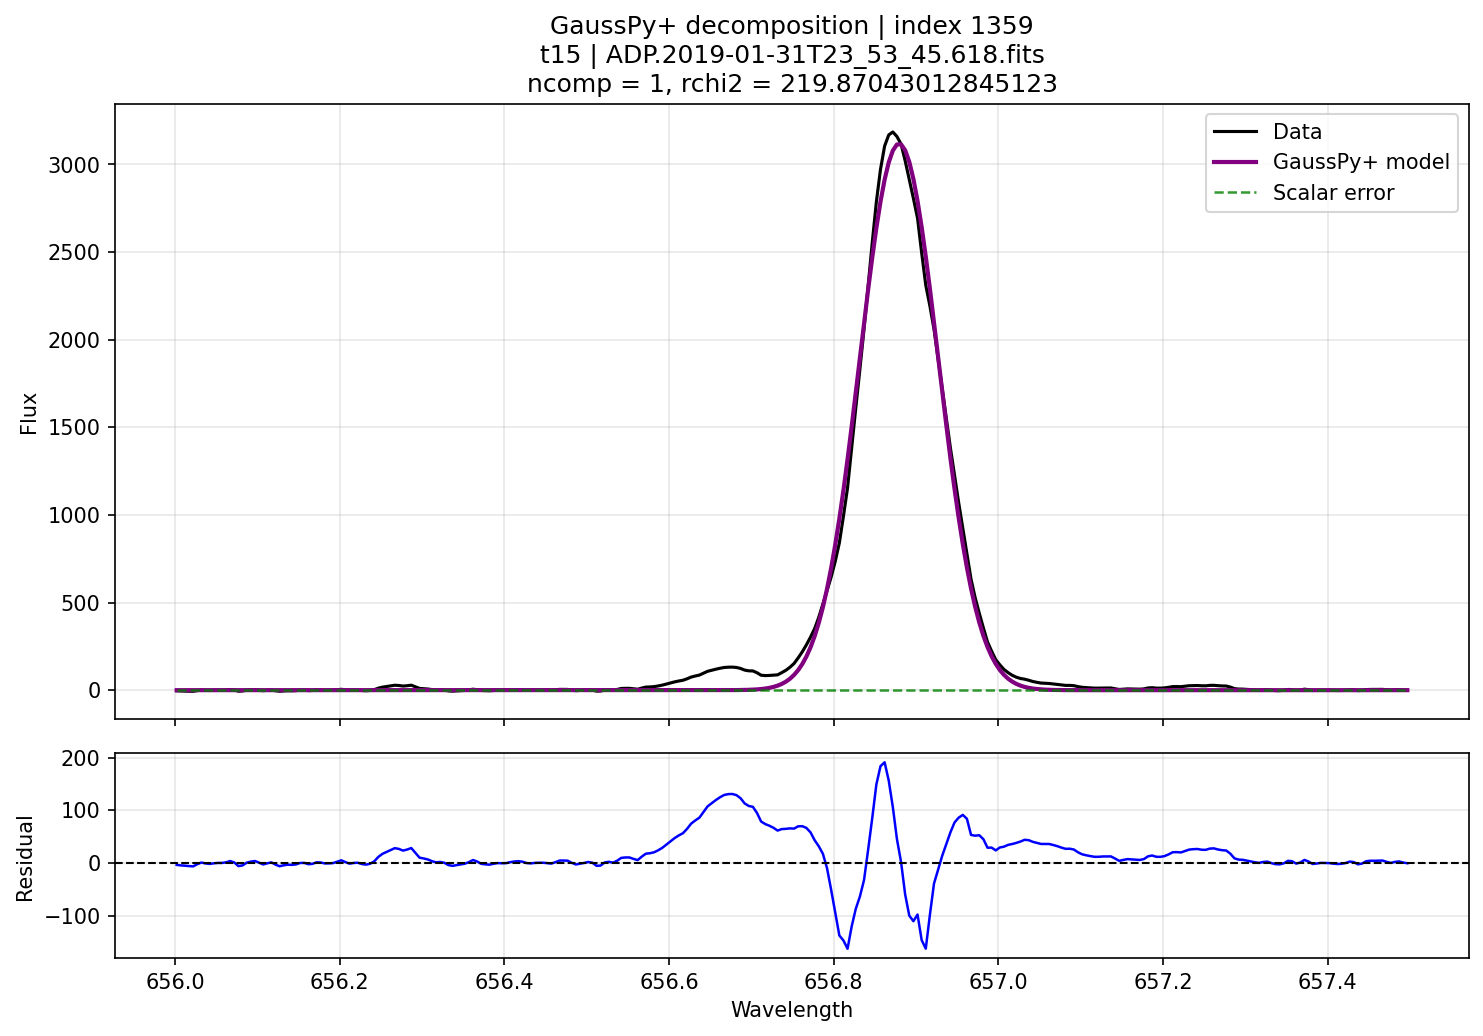 GaussPy+ decomposition | index 1359
t15 | ADP.2019-01-31T23_53_45.618.fits
ncomp = 1, rchi2 = 219.87043012845123
Data
GaussPy+ model
Scalar error
3000
2500
2000
1500
1000
500
0
Flux
200
100
0
−100
Residual
656.0
656.2
656.4
656.6
656.8
657.0
657.2
657.4
Wavelength